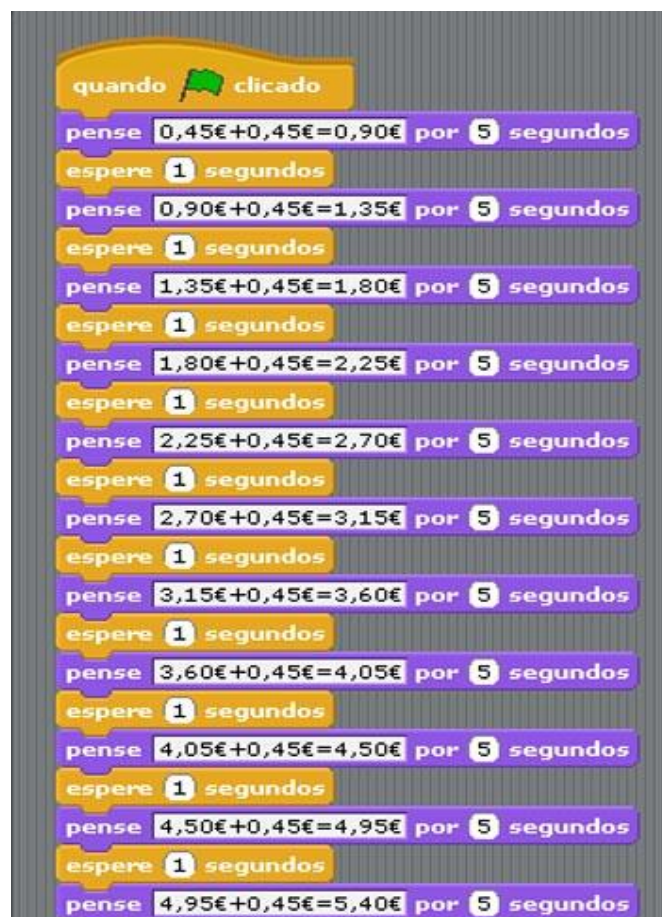 quando clicado
pense 0,45€+0,45€=0,90€ por 5 segundos
espere 1 segundos
pense 0,90€+0,45€=1,35€ por 5 segundos
espere 1 segundos
pense 1,35€+0,45€=1,80€ por 5 segundos
espere 1 segundos
pense 1,80€+0,45€=2,25€ por 5 segundos
espere 1 segundos
pense 2,25€+0,45€=2,70€ por 5 segundos
espere 1 segundos
pense 2,70€+0,45€=3,15€ por 5 segundos
espere 1 segundos
pense 3,15€+0,45€=3,60€ por 5 segundos
espere 1 segundos
pense 3,60€+0,45€=4,05€ por 5 segundos
espere 1 segundos
pense 4,05€+0,45€=4,50€ por 5 segundos
espere 1 segundos
pense 4,50€+0,45€=4,95€ por 5 segundos
espere 1 segundos
pense 4,95€+0,45€=5,40€ por 5 segundos